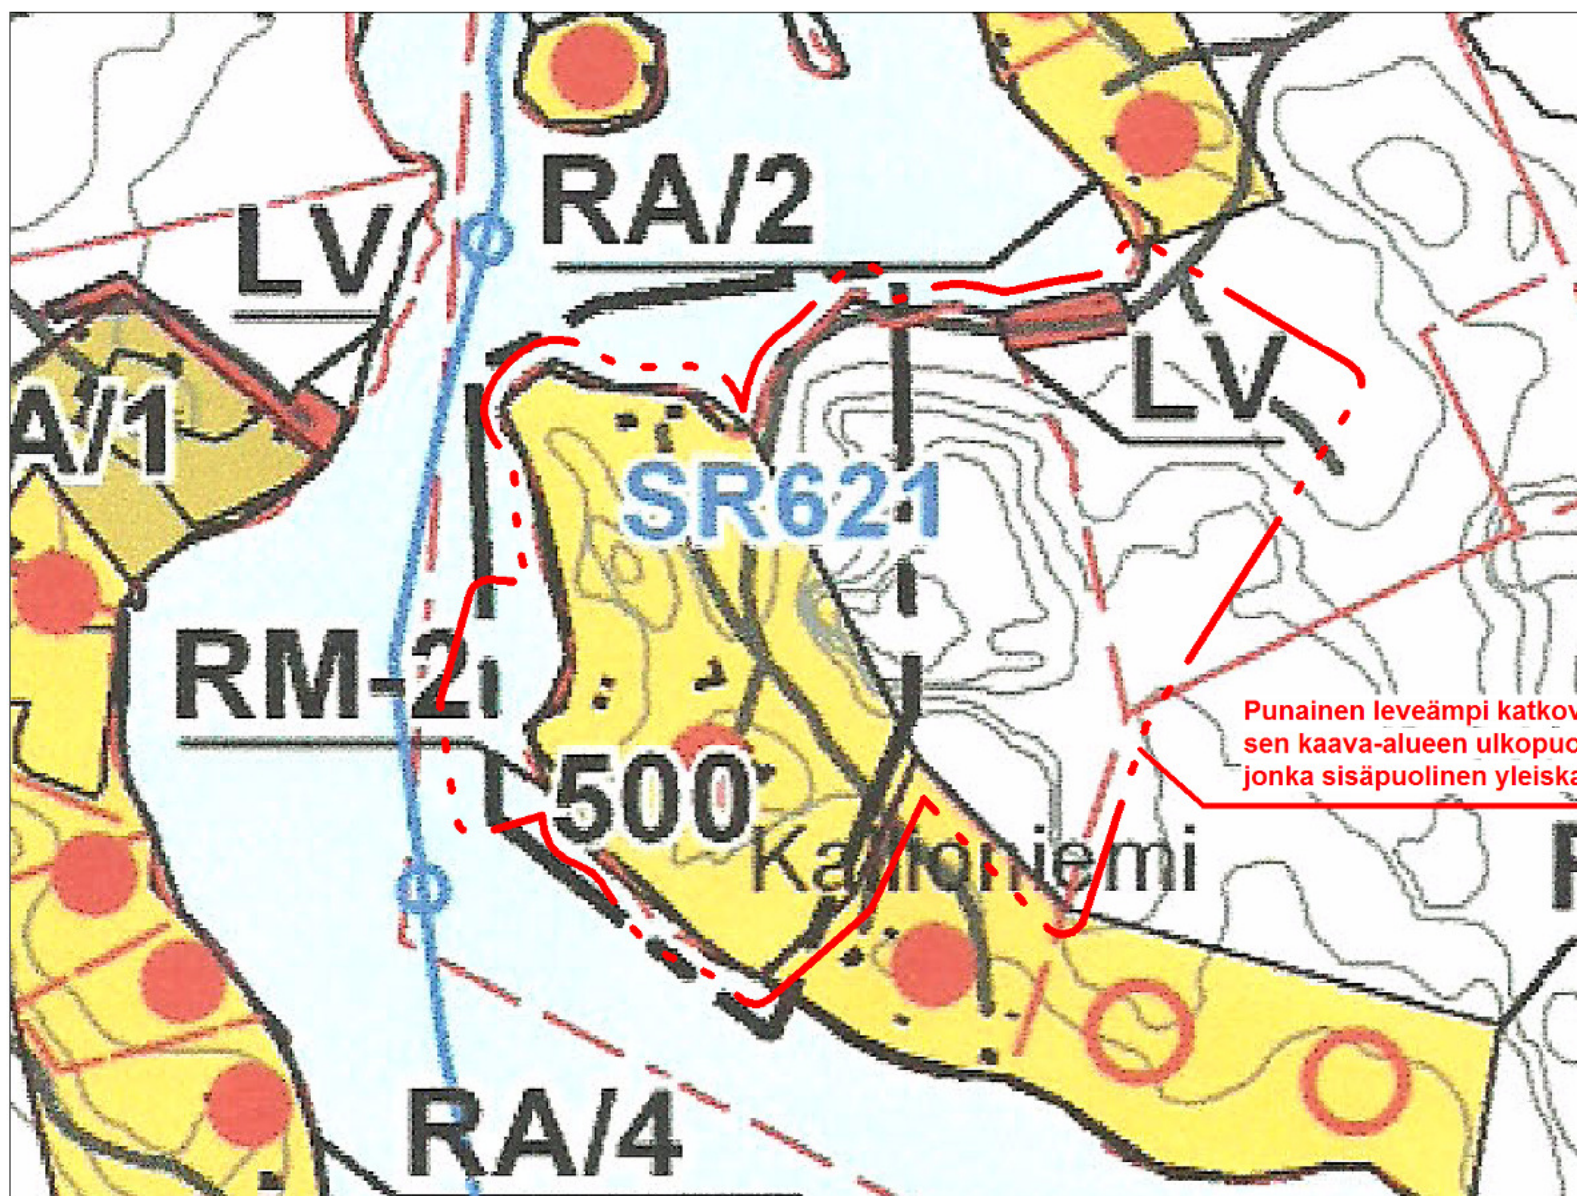 RA/2
LV
LV
A/1
SR621
RM-2
Punainen leveämpi katkov
sen kaava-alueen ulkopuo
jonka sisäpuolinen yleiska
500
Kallioniemi
RA/4